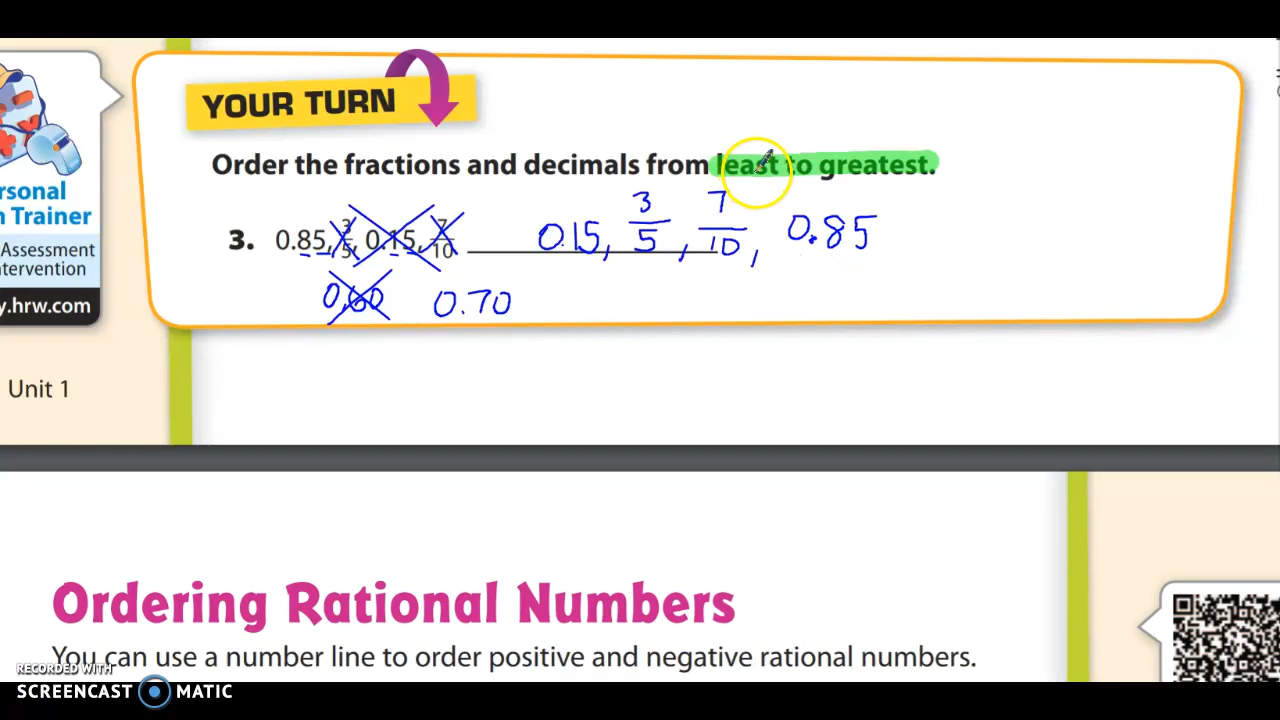 YOUR TURN
Order the fractions and decimals from least to greatest.
3. 0.85, 3/5, 0.15, 7/10 0.15, 3/5, 7/10, 0.85
0.60 0.70
rsonal
Trainer
Assessment
ntervention
y.hrw.com
Unit 1
Ordering Rational Numbers
You can use a number line to order positive and negative rational numbers.
RECORDED WITH
SCREENCAST MATIC